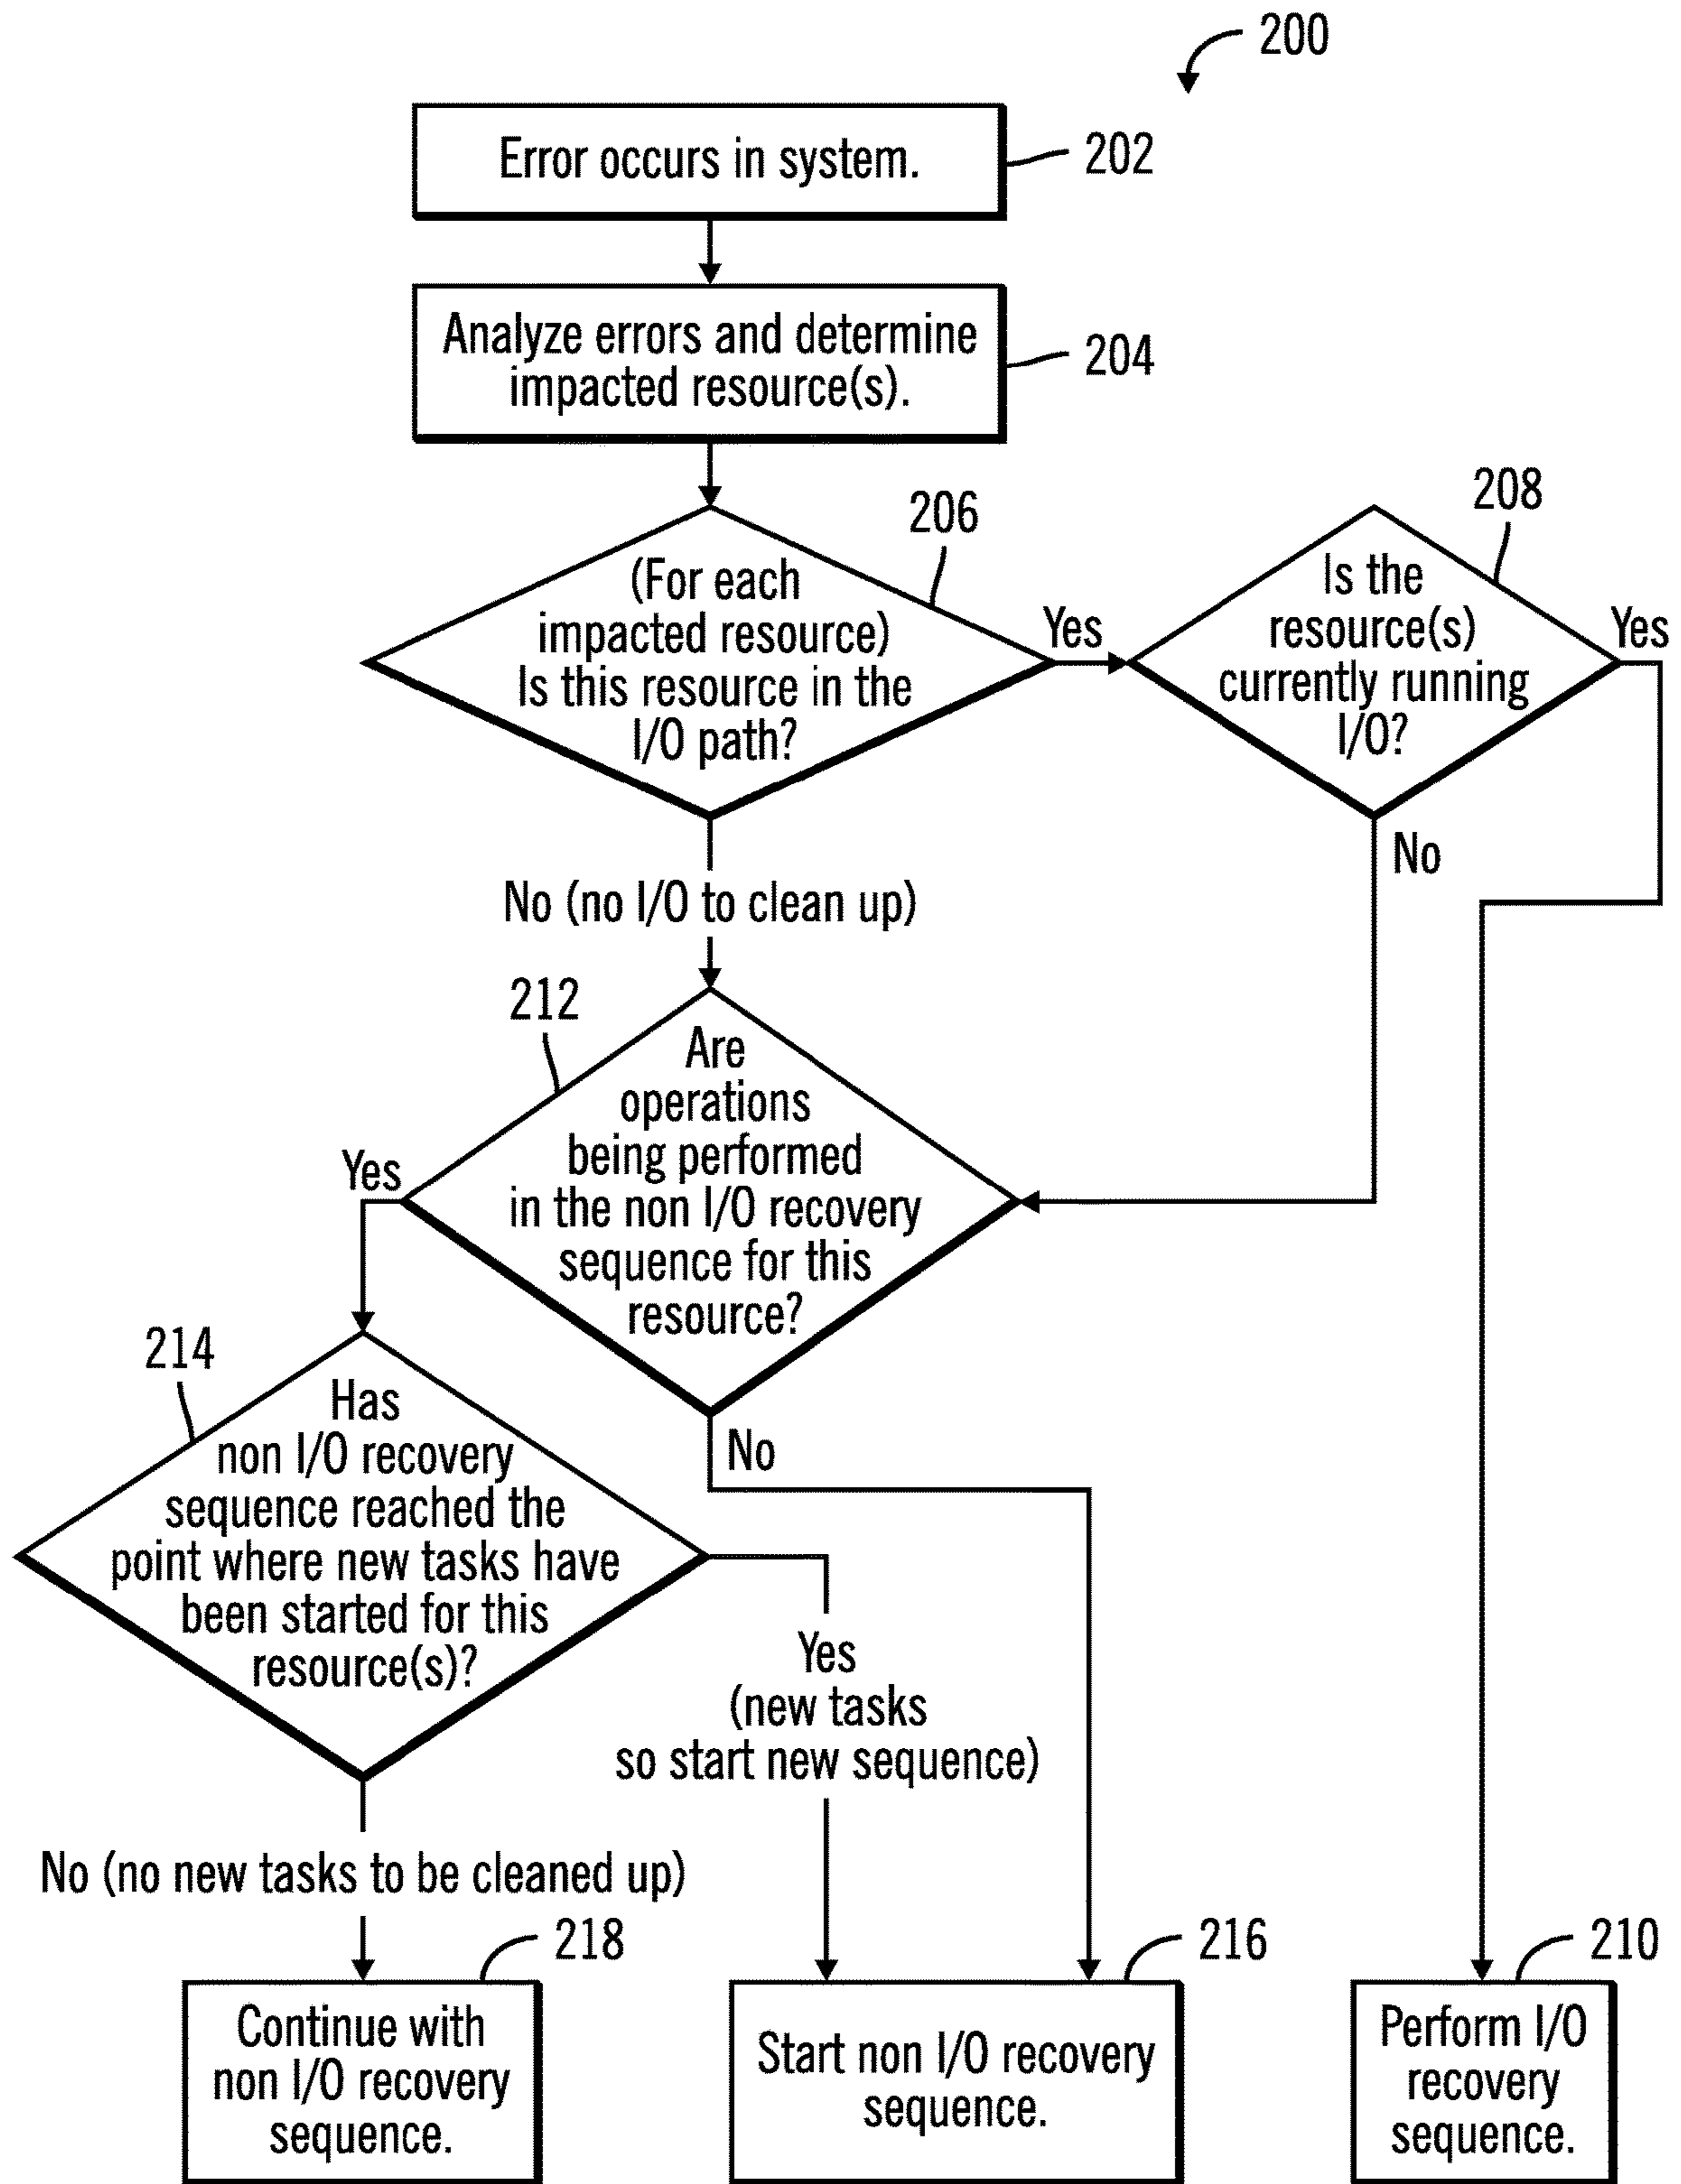 200
Error occurs in system.
202
Analyze errors and determine
impacted resource(s).
204
206
(For each
impacted resource)
Is this resource in the
I/O path?
Yes
208
Is the
resource(s)
currently running
I/O?
Yes
No
No (no I/O to clean up)
212
Are
operations
being performed
in the non I/O recovery
sequence for this
resource?
Yes
No
214
Has
non I/O recovery
sequence reached the
point where new tasks have
been started for this
resource(s)?
Yes
(new tasks
so start new sequence)
No (no new tasks to be cleaned up)
218
Continue with
non I/O recovery
sequence.
216
Start non I/O recovery
sequence.
210
Perform I/O
recovery
sequence.